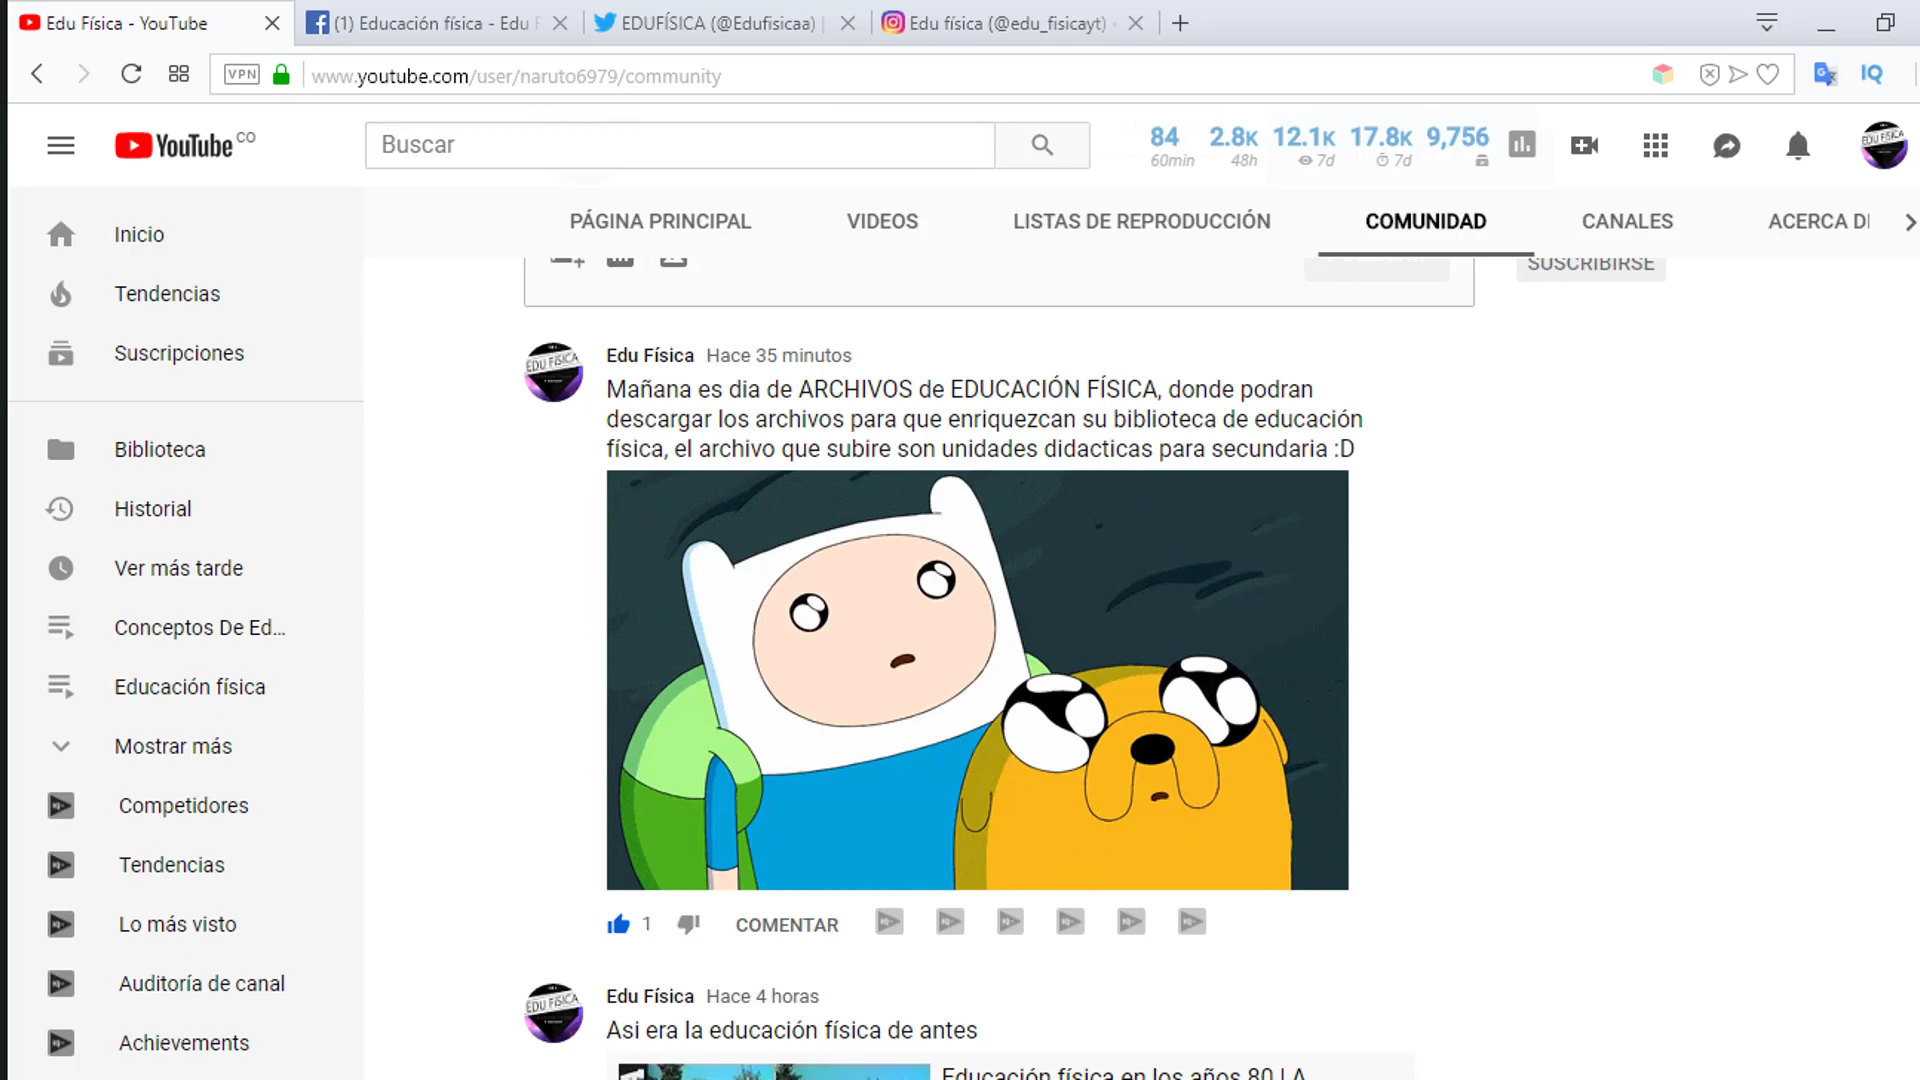 Edu Física - YouTube
(1) Educación física - Edu F
EDUFÍSICA (@Edufisicaa) |
Edu física (@edu_fisicayt)
VPN
www.youtube.com/user/naruto6979/community
IQ
YouTube CO
Buscar
84 2.8K 12.1K 17.8K 9,756
60min 48h 7d 7d
PÁGINA PRINCIPAL VIDEOS LISTAS DE REPRODUCCIÓN COMUNIDAD CANALES ACERCA DE
SUSCRIBIRSE
Inicio
Tendencias
Suscripciones
Biblioteca
Historial
Ver más tarde
Conceptos De Ed...
Educación física
Mostrar más
Competidores
Tendencias
Lo más visto
Auditoría de canal
Achievements
EDU FÍSICA
Edu Física Hace 35 minutos
Mañana es dia de ARCHIVOS de EDUCACIÓN FÍSICA, donde podran
descargar los archivos para que enriquezcan su biblioteca de educación
física, el archivo que subire son unidades didacticas para secundaria :D
1 COMENTAR
EDU FÍSICA
Edu Física Hace 4 horas
Asi era la educación física de antes
Educación física en los años 80 | A